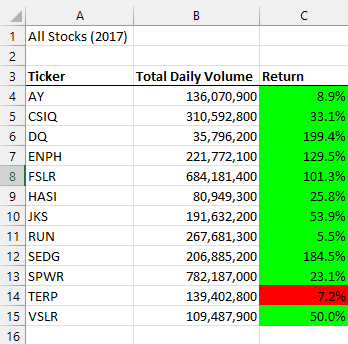 A B C
1 All Stocks (2017)
2
3 Ticker Total Daily Volume Return
4 AY 136,070,900 8.9%
5 CSIQ 310,592,800 33.1%
6 DQ 35,796,200 199.4%
7 ENPH 221,772,100 129.5%
8 FSLR 684,181,400 101.3%
9 HASI 80,949,300 25.8%
10 JKS 191,632,200 53.9%
11 RUN 267,681,300 5.5%
12 SEDG 206,885,200 184.5%
13 SPWR 782,187,000 23.1%
14 TERP 139,402,800 -7.2%
15 VSLR 109,487,900 50.0%
16